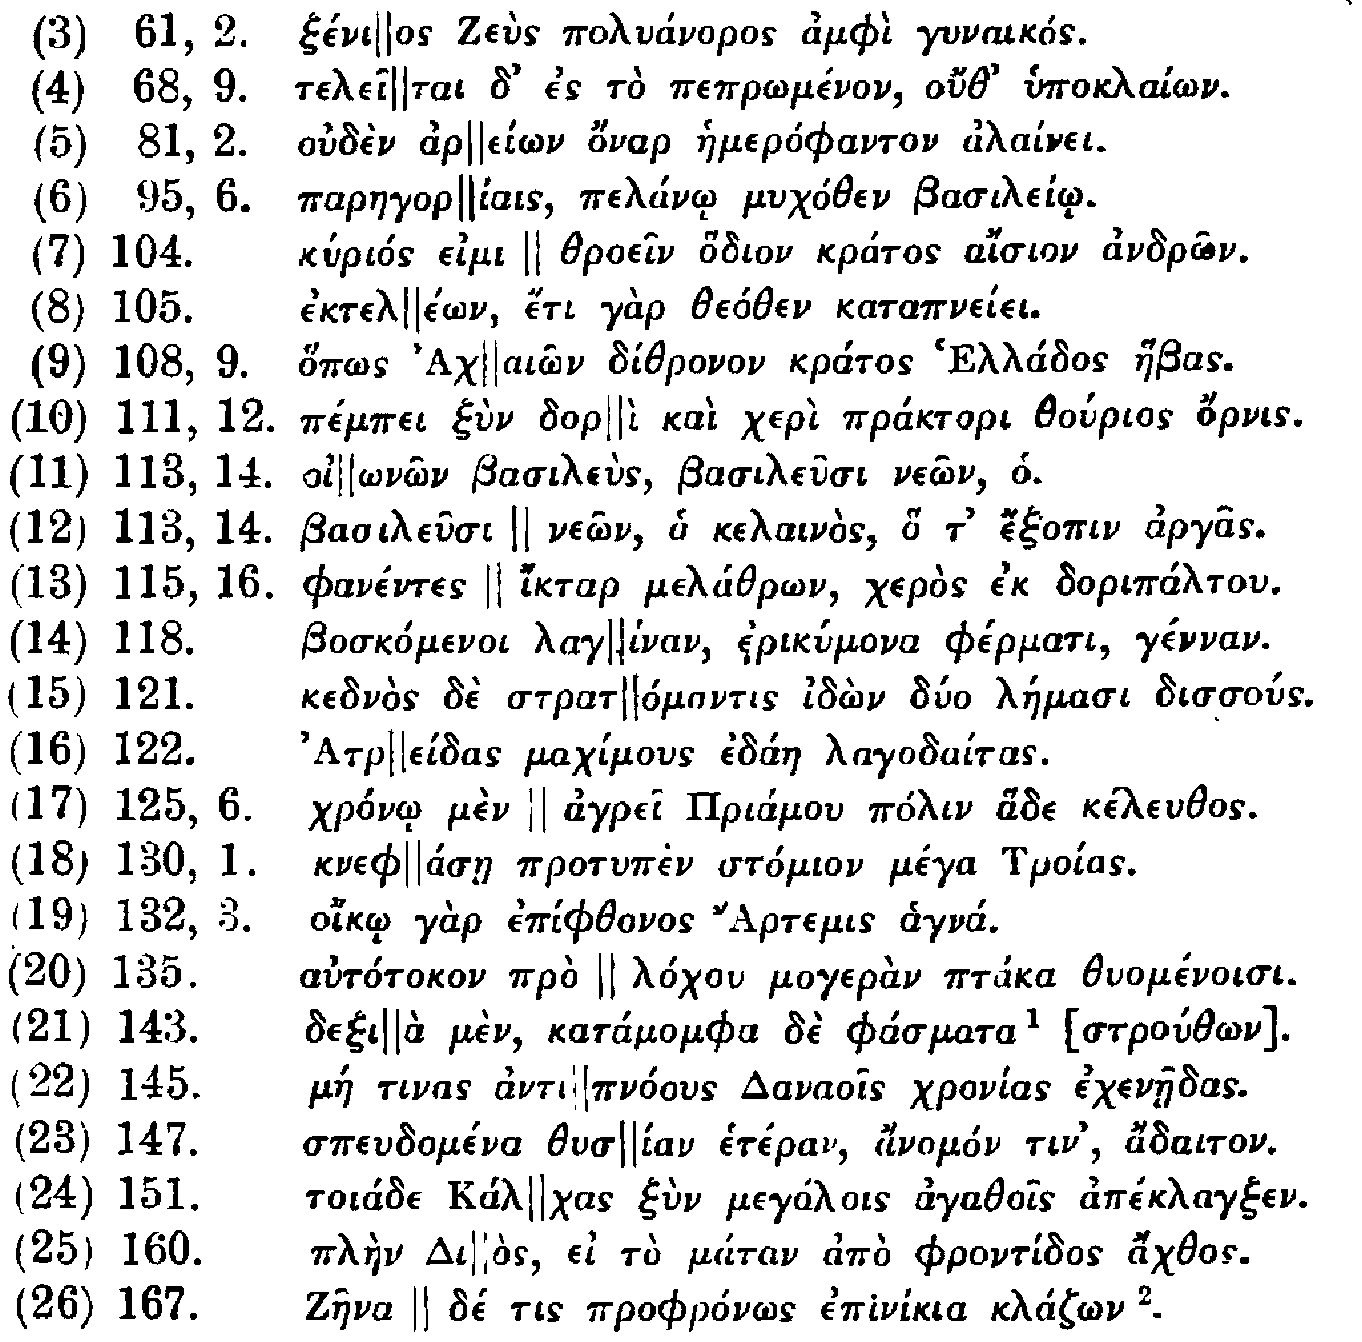 (3) 61, 2. ξένι||ος Ζεὺς πολυάνορος ἀμφὶ γυναικός.
(4) 68, 9. τελεῖ||ται δ’ ἐς τὸ πεπρωμένον, οὔθ’ ὑποκλαίων.
(5) 81, 2. οὐδὲν ἀρ||είων ὄναρ ἡμερόφαντον ἀλαίνει.
(6) 95, 6. παρηγορ||ίαις, πελάνῳ μυχόθεν βασιλείῳ.
(7) 104. κύριός εἰμι || θροεῖν ὅδιον κράτος αἴσιον ἀνδρῶν.
(8) 105. ἐκτελ||έων, ἔτι γὰρ θεόθεν καταπνείει.
(9) 108, 9. ὅπως Ἀχ||αιῶν δίθρονον κράτος Ἑλλάδος ἥβας.
(10) 111, 12. πέμπει ξὺν δορ||ὶ καὶ χερὶ πράκτορι θούριος ὄρνις.
(11) 113, 14. οἰ||ωνῶν βασιλεὺς, βασιλεῦσι νεῶν, ὁ.
(12) 113, 14. βασιλεῦσι || νεῶν, ὁ κελαινὸς, ὅ τ’ ἔξοπιν ἀργᾶς.
(13) 115, 16. φανέντες || ἴκταρ μελάθρων, χερὸς ἐκ δοριπάλτου.
(14) 118. βοσκόμενοι λαγ||ίναν, ἐρικύμονα φέρματι, γένναν.
(15) 121. κεδνὸς δὲ στρατ||όμαντις ἰδὼν δύο λήμασι δισσούς.
(16) 122. Ἀτρ||είδας μαχίμους ἐδάη λαγοδαίτας.
(17) 125, 6. χρόνῳ μὲν || ἀγρεῖ Πριάμου πόλιν ἅδε κέλευθος.
(18) 130, 1. κνεφ||άσῃ προτυπὲν στόμιον μέγα Τροίας.
(19) 132, 3. οἴκῳ γὰρ ἐπίφθονος Ἄρτεμις ἁγνά.
(20) 135. αὐτότοκον πρὸ || λόχου μογερὰν πτάκα θυομένοισι.
(21) 143. δεξι||ὰ μὲν, κατάμομφα δὲ φάσματα¹ [στρούθων].
(22) 145. μή τινας ἀντι||πνόους Δαναοῖς χρονίας ἐχενῇδας.
(23) 147. σπευδομένα θυσ||ίαν ἑτέραν, ἄνομόν τιν’, ἄδαιτον.
(24) 151. τοιάδε Κάλ||χας ξὺν μεγάλοις ἀγαθοῖς ἀπέκλαγξεν.
(25) 160. πλὴν Δι||ὸς, εἰ τὸ μάταν ἀπὸ φροντίδος ἄχθος.
(26) 167. Ζῆνα || δέ τις προφρόνως ἐπινίκια κλάζων².